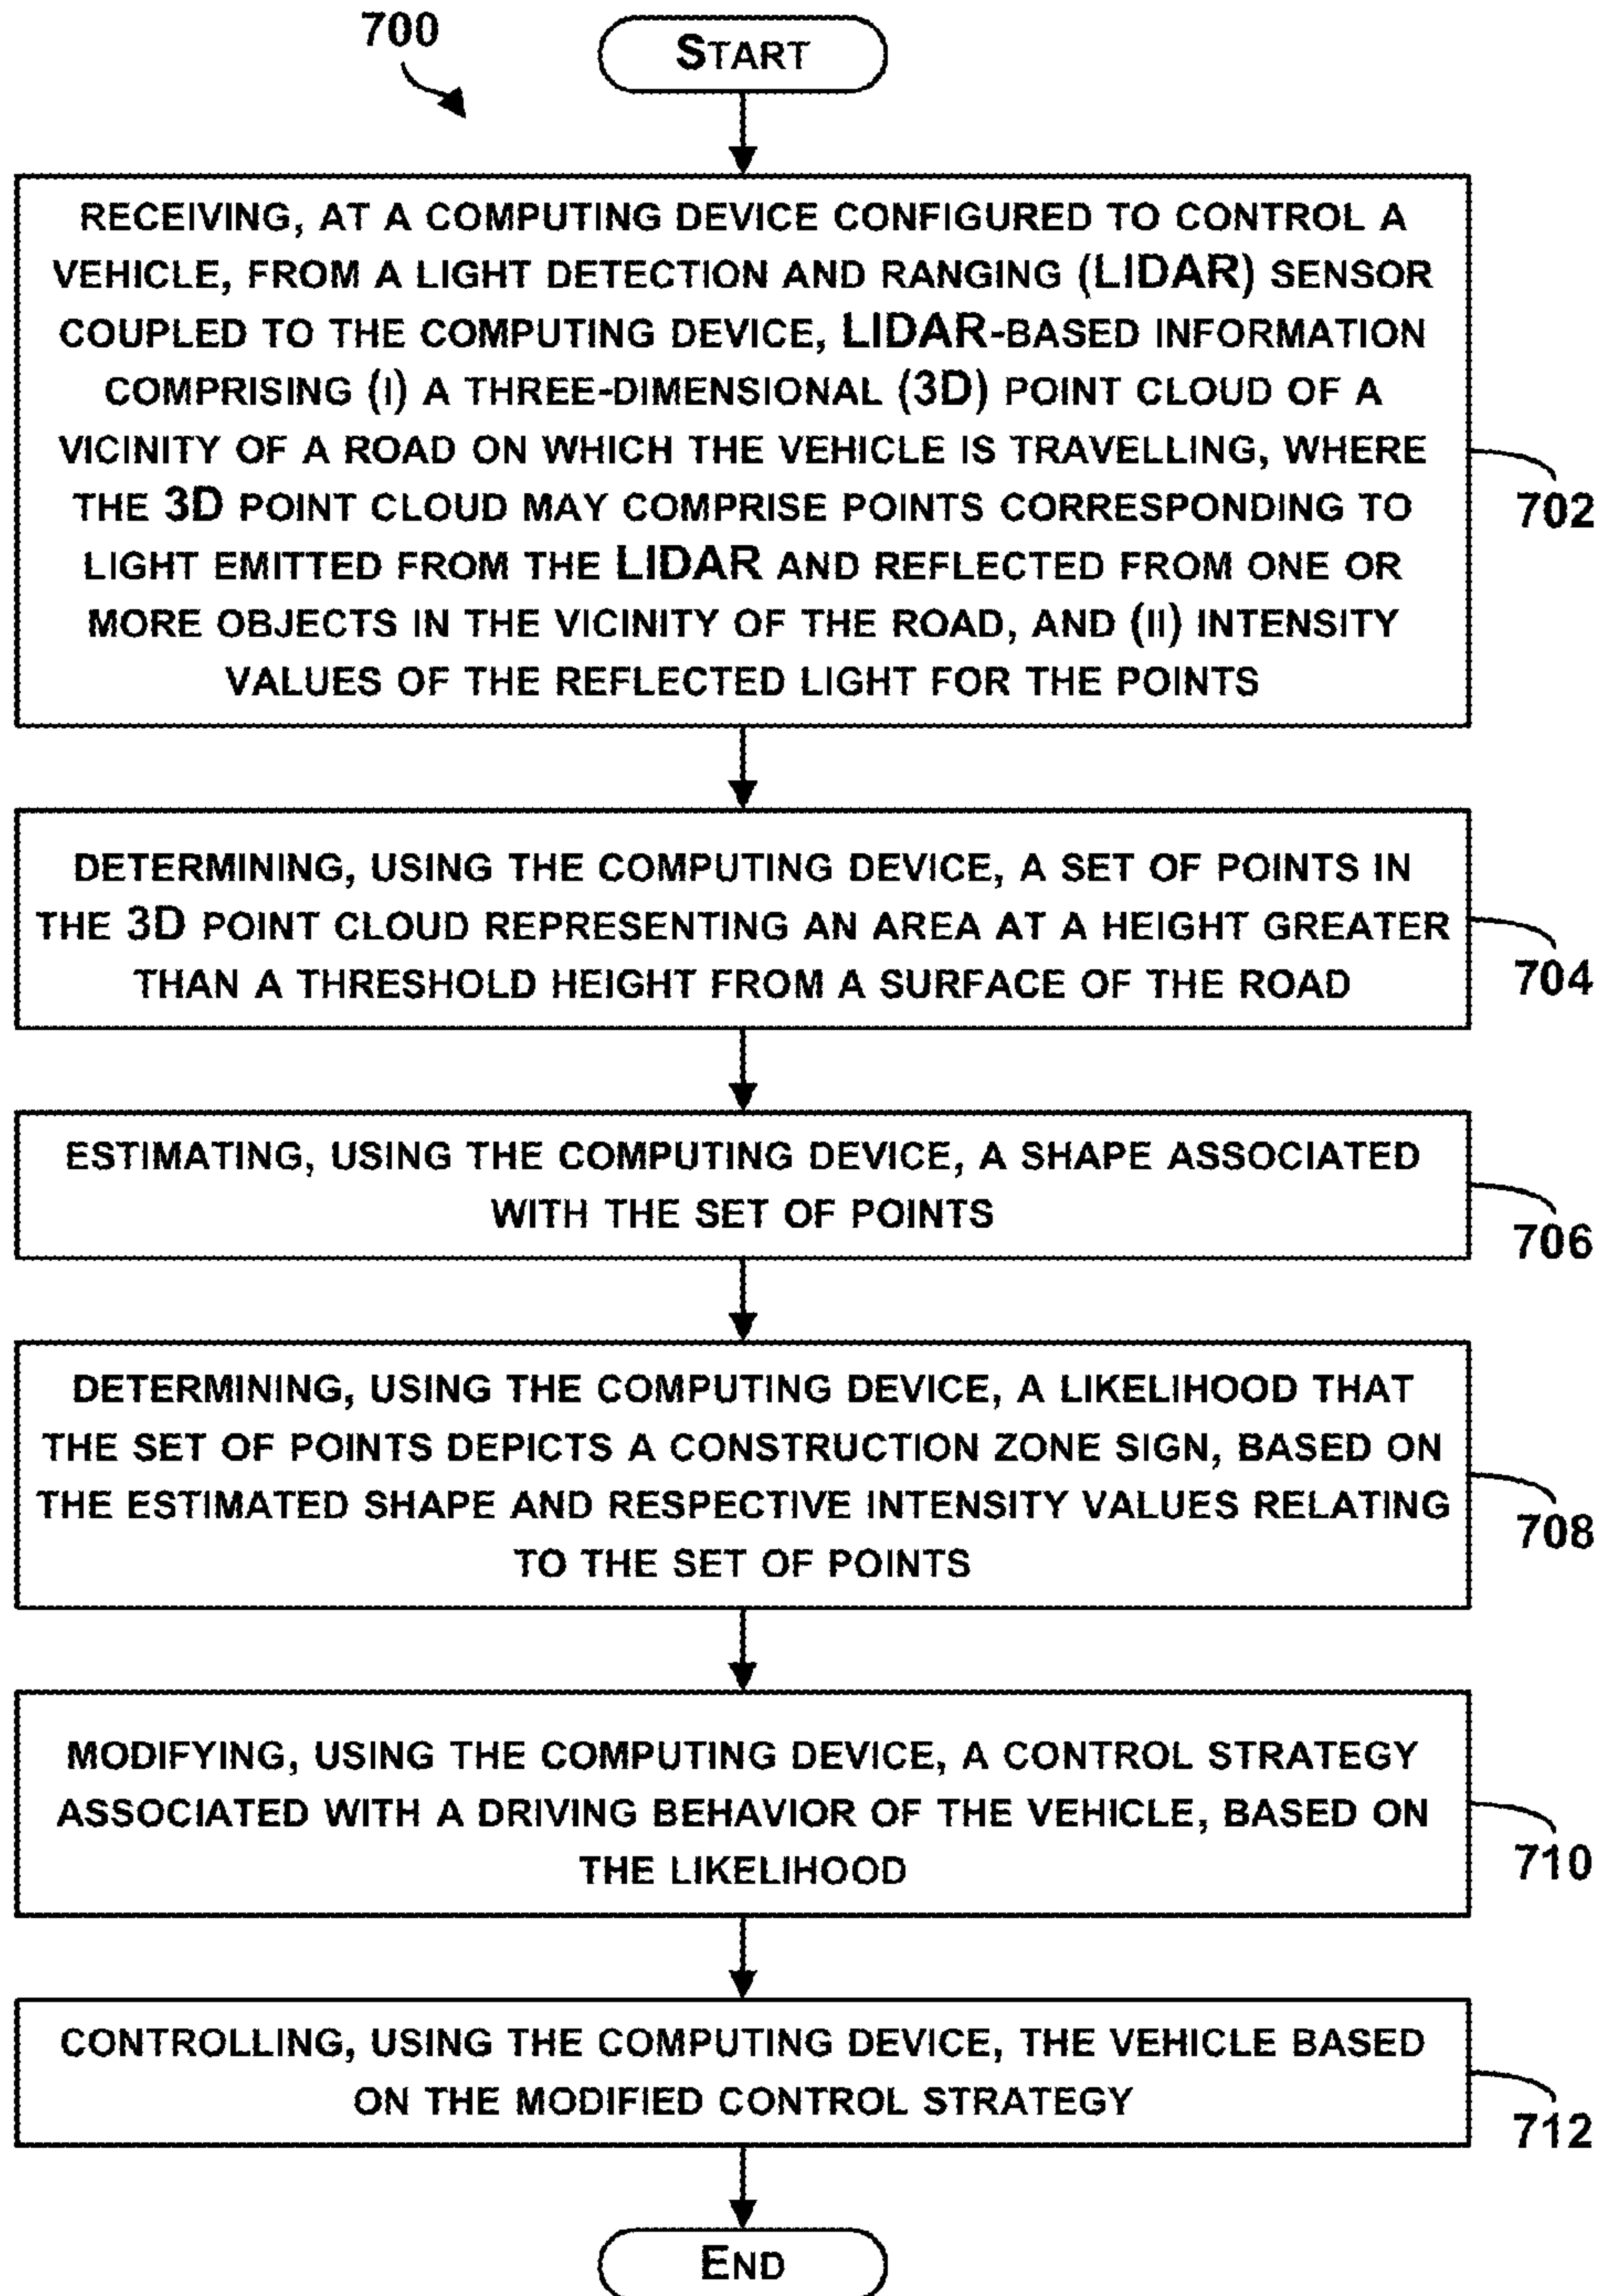 700
START
RECEIVING, AT A COMPUTING DEVICE CONFIGURED TO CONTROL A
VEHICLE, FROM A LIGHT DETECTION AND RANGING (LIDAR) SENSOR
COUPLED TO THE COMPUTING DEVICE, LIDAR-BASED INFORMATION
COMPRISING (I) A THREE-DIMENSIONAL (3D) POINT CLOUD OF A
VICINITY OF A ROAD ON WHICH THE VEHICLE IS TRAVELLING, WHERE
THE 3D POINT CLOUD MAY COMPRISE POINTS CORRESPONDING TO
LIGHT EMITTED FROM THE LIDAR AND REFLECTED FROM ONE OR
MORE OBJECTS IN THE VICINITY OF THE ROAD, AND (II) INTENSITY
VALUES OF THE REFLECTED LIGHT FOR THE POINTS
702
DETERMINING, USING THE COMPUTING DEVICE, A SET OF POINTS IN
THE 3D POINT CLOUD REPRESENTING AN AREA AT A HEIGHT GREATER
THAN A THRESHOLD HEIGHT FROM A SURFACE OF THE ROAD
704
ESTIMATING, USING THE COMPUTING DEVICE, A SHAPE ASSOCIATED
WITH THE SET OF POINTS
706
DETERMINING, USING THE COMPUTING DEVICE, A LIKELIHOOD THAT
THE SET OF POINTS DEPICTS A CONSTRUCTION ZONE SIGN, BASED ON
THE ESTIMATED SHAPE AND RESPECTIVE INTENSITY VALUES RELATING
TO THE SET OF POINTS
708
MODIFYING, USING THE COMPUTING DEVICE, A CONTROL STRATEGY
ASSOCIATED WITH A DRIVING BEHAVIOR OF THE VEHICLE, BASED ON
THE LIKELIHOOD
710
CONTROLLING, USING THE COMPUTING DEVICE, THE VEHICLE BASED
ON THE MODIFIED CONTROL STRATEGY
712
END